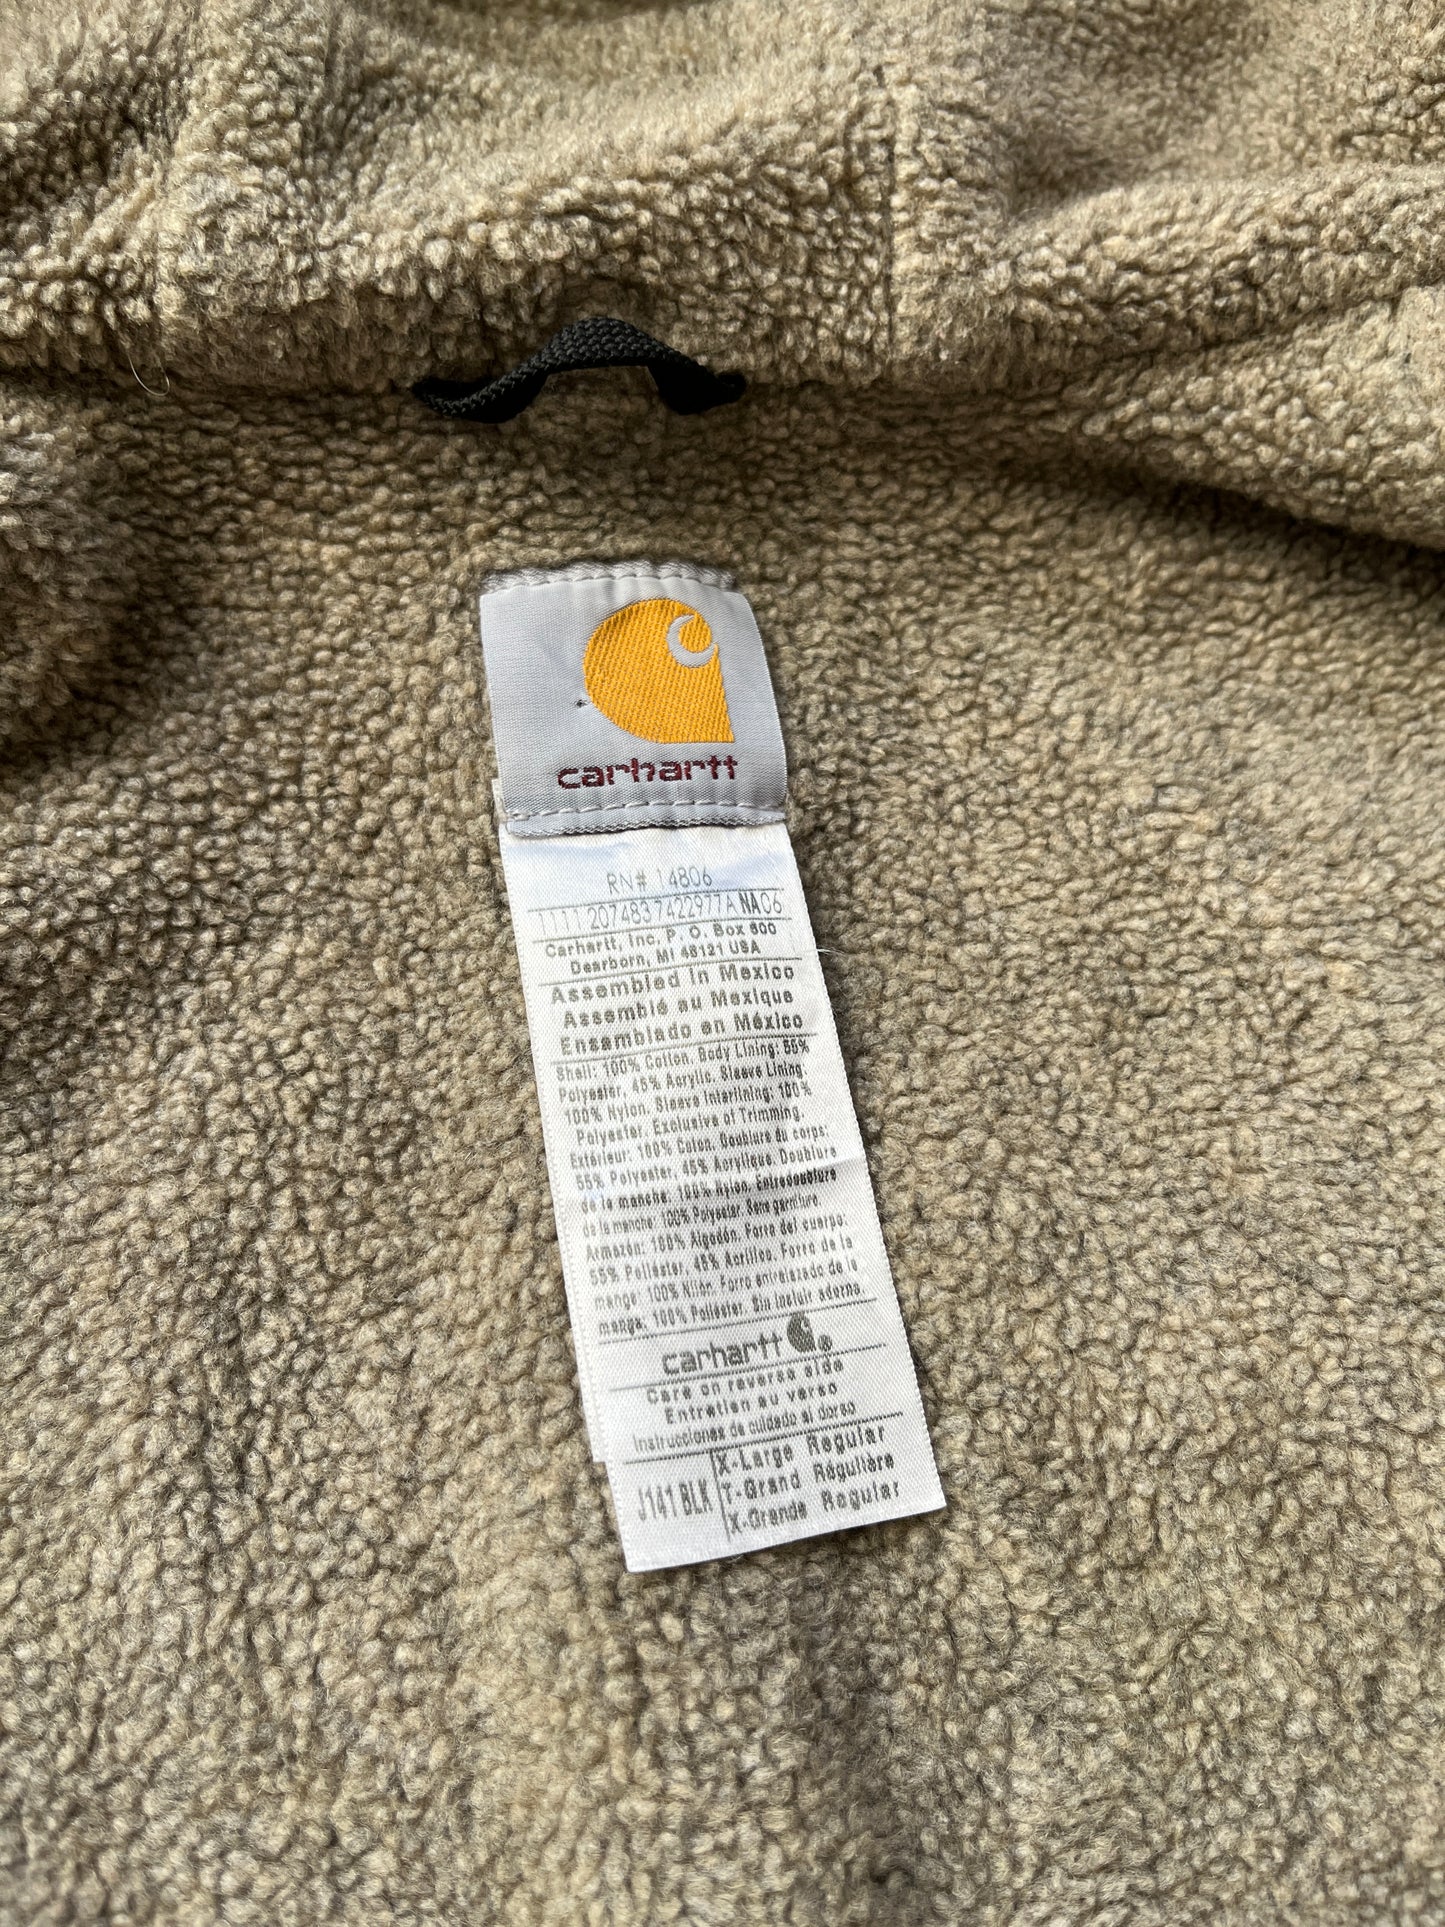 carhartt
RN# 14806
1111 2074837422977A NA06
Carhartt, Inc, P. O. Box 600
Dearborn, MI 48121 USA
Assembled in Mexico
Assemblé au Mexique
Ensamblado en México
Shell: 100% Cotton. Body Lining: 55%
Polyester, 45% Acrylic. Sleeve Lining:
100% Nylon. Sleeve Interlining: 100%
Polyester. Exclusive of Trimming.
Extérieur: 100% Coton. Doublure du corps:
55% Polyester, 45% Acrylique. Doublure
de la manche: 100% Nylon. Entredoublure
de la manche: 100% Polyester. Sans garniture
Armazón: 100% Algodón. Forro del cuerpo:
55% Poliéster, 45% Acrílico. Forro de la
manga: 100% Nilón. Forro entrelazado de la
manga: 100% Poliéster. Sin incluir adorno.
carhartt ®
Care on reverse side
Entretien au verso
Instrucciones de cuidado al dorso
J141 BLK
X-Large Regular
T-Grand Régulière
X-Grande Regular